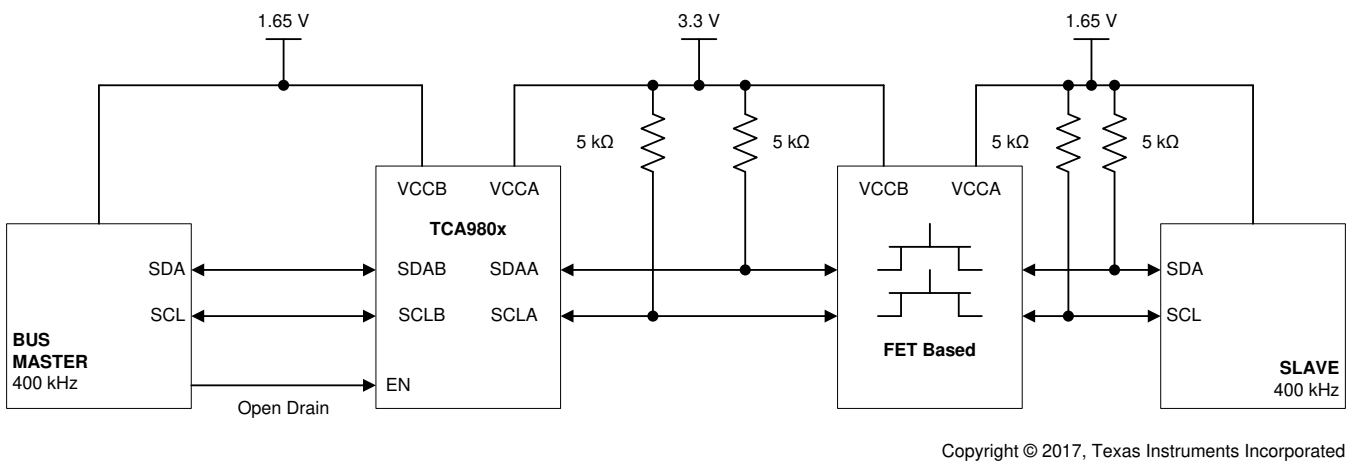 1.65 V
3.3 V
1.65 V
5 kΩ
5 kΩ
5 kΩ
5 kΩ
VCCB
VCCA
TCA980x
VCCB
VCCA
SDA
SDAB
SDAA
SDA
SCL
SCLB
SCLA
SCL
BUS
MASTER
400 kHz
FET Based
SLAVE
400 kHz
EN
Open Drain
Copyright © 2017, Texas Instruments Incorporated